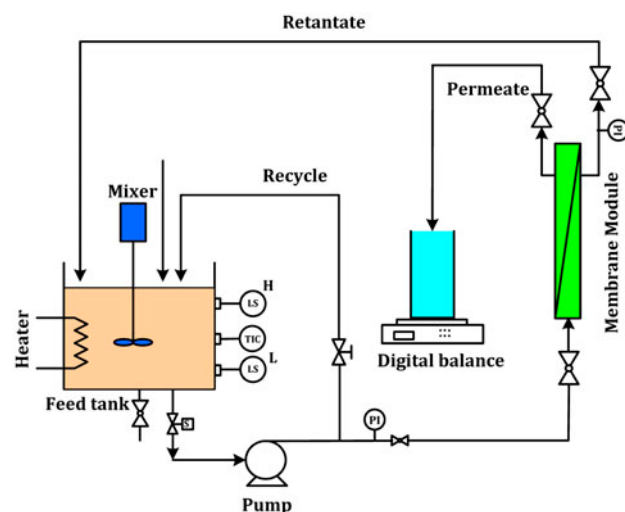 Retantate
Permeate
PI
Mixer
Recycle
Membrane Module
H
LS
TIC
L
LS
Heater
Digital balance
Feed tank
S
PI
Pump